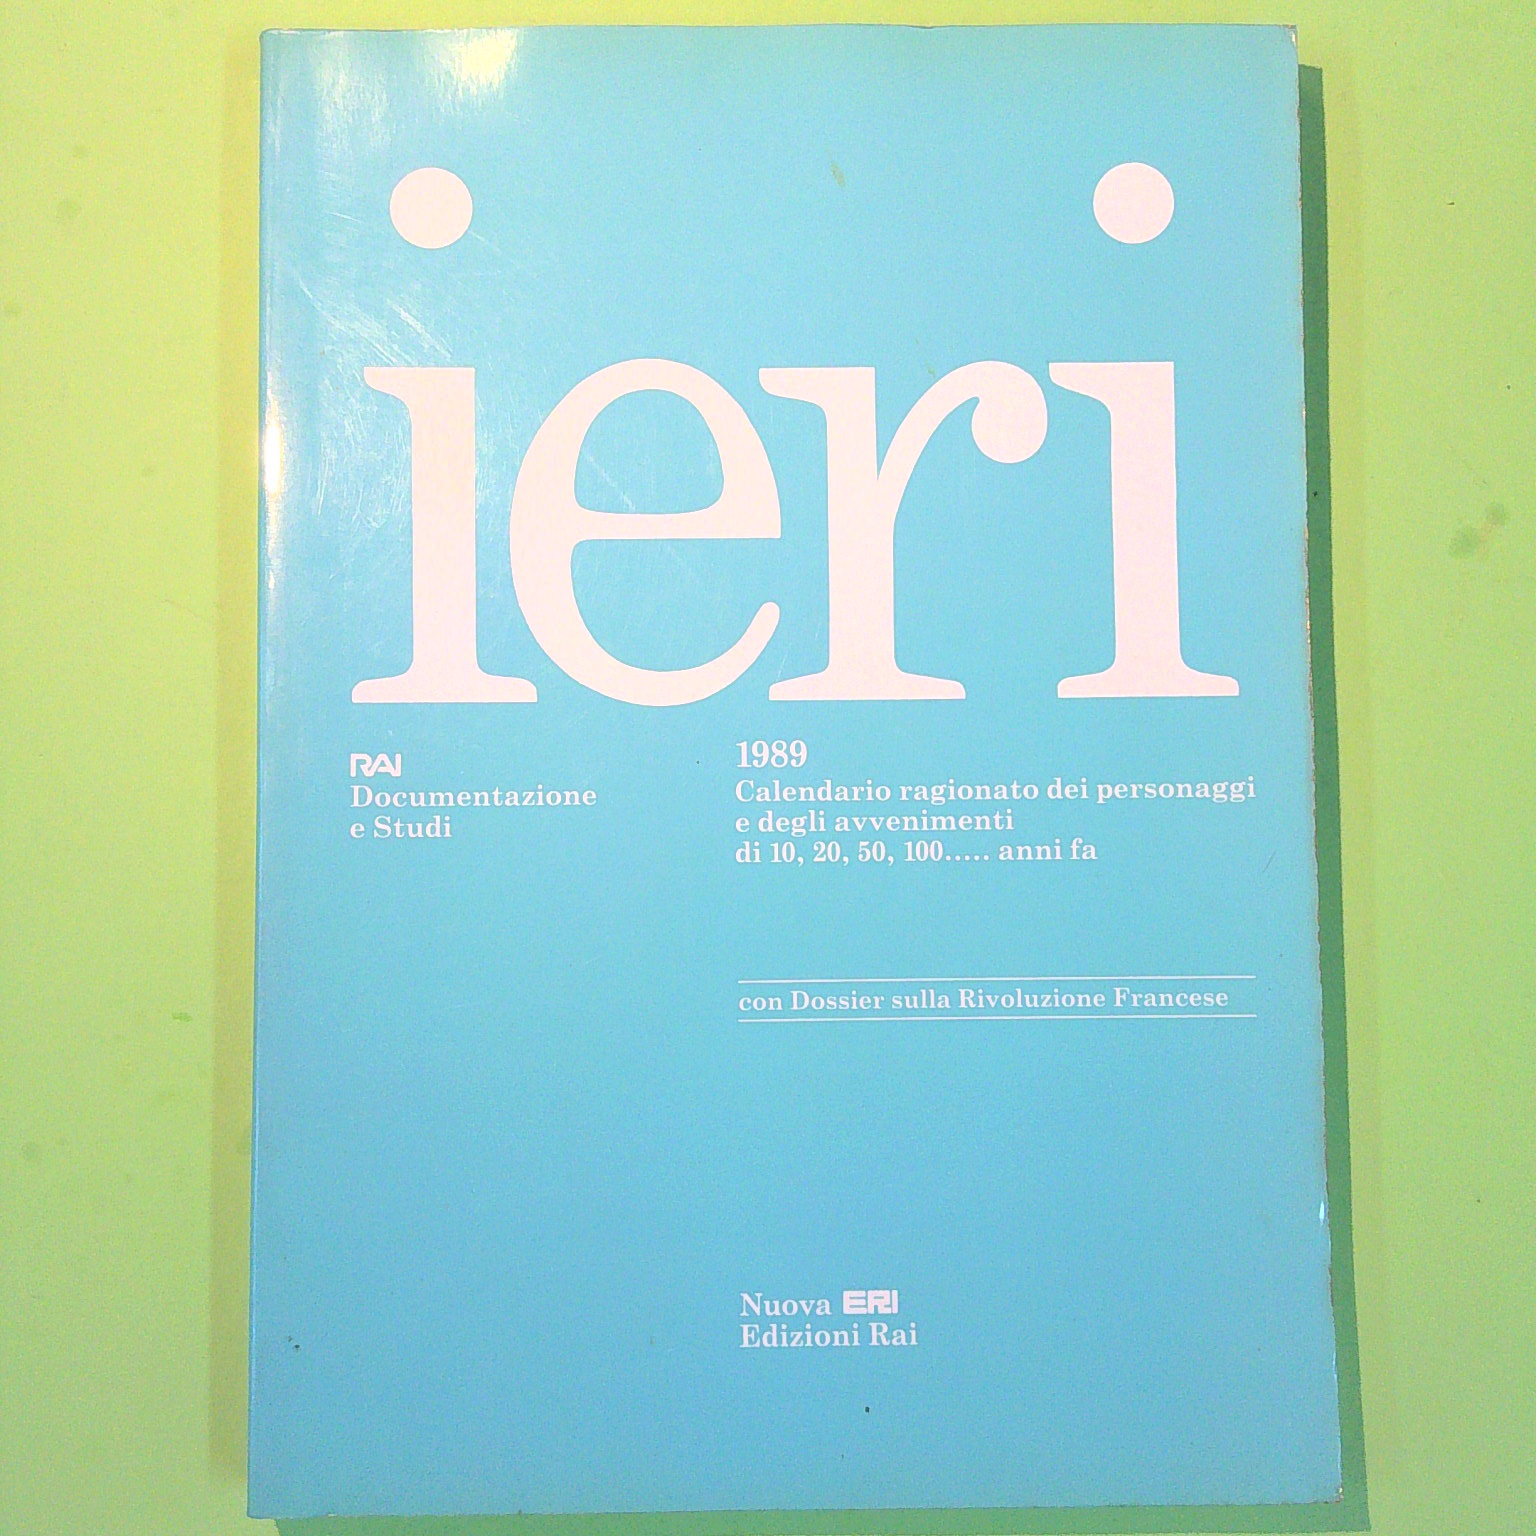 ieri
RAI
Documentazione
e Studi
1989
Calendario ragionato dei personaggi
e degli avvenimenti
di 10, 20, 50, 100..... anni fa
con Dossier sulla Rivoluzione Francese
Nuova ERI
Edizioni Rai